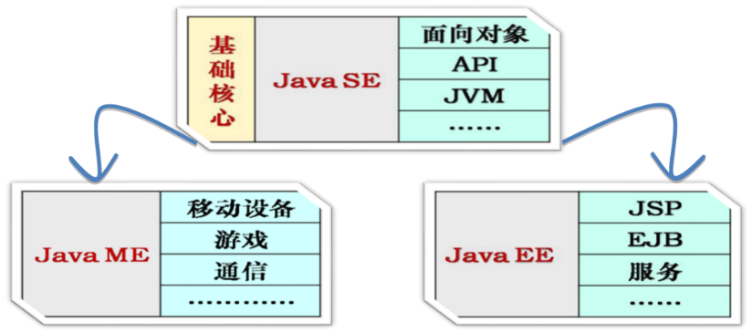 基础核心
Java SE
面向对象
API
JVM
......
Java ME
移动设备
游戏
通信
............
Java EE
JSP
EJB
服务
......